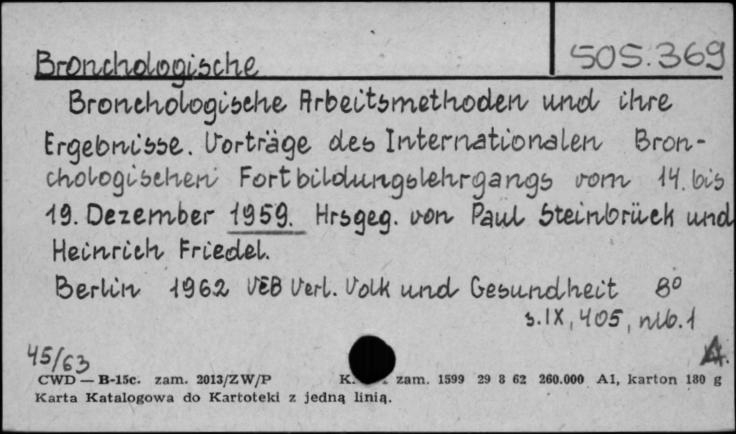 505.369
Bronchologische
Bronchologische Arbeitsmethoden und ihre
Ergebnisse. Vorträge des Internationalen Bron-
chologischen Fortbildungslehrgangs vom 14. bis
19. Dezember 1959. Hrsgeg. von Paul Steinbrück und
Heinrich Friedel.
Berlin 1962 VEB Verl. Volk und Gesundheit 8⁰
s. IX, 405, nlb. 1
45/63
A.
CWD — B-15c. zam. 2013/ZW/P K. zam. 1599 29 8 62 260.000 A1, karton 180 g
Karta Katalogowa do Kartoteki z jedną linią.